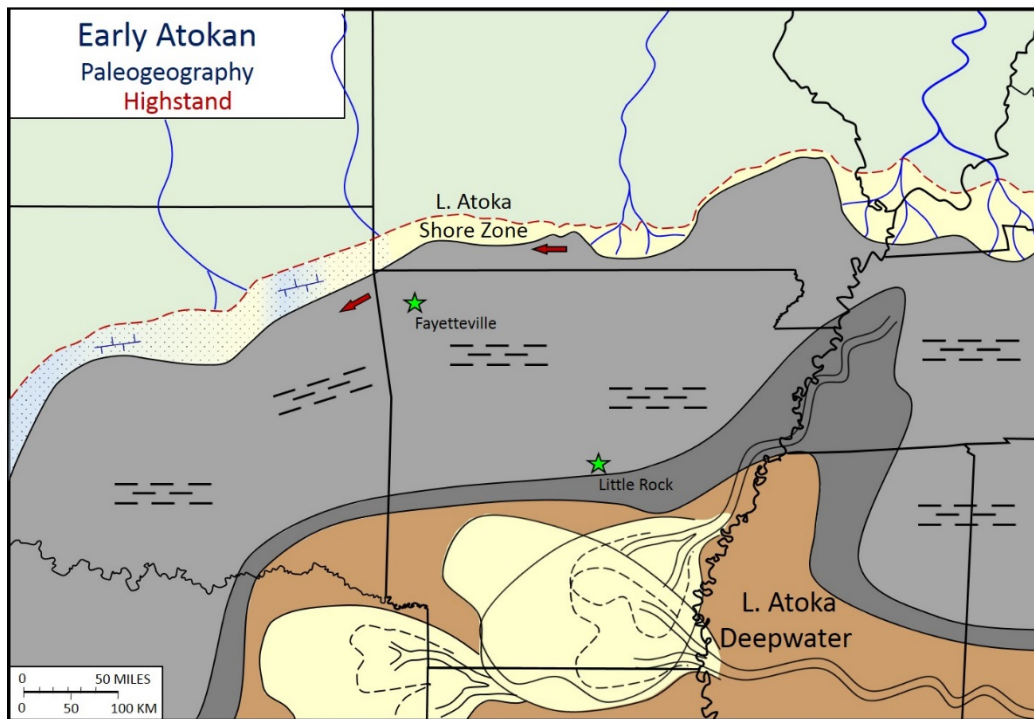 Early Atokan
Paleogeography
Highstand
L. Atoka
Shore Zone
Fayetteville
Little Rock
L. Atoka
Deepwater
0 50 MILES
0 50 100 KM